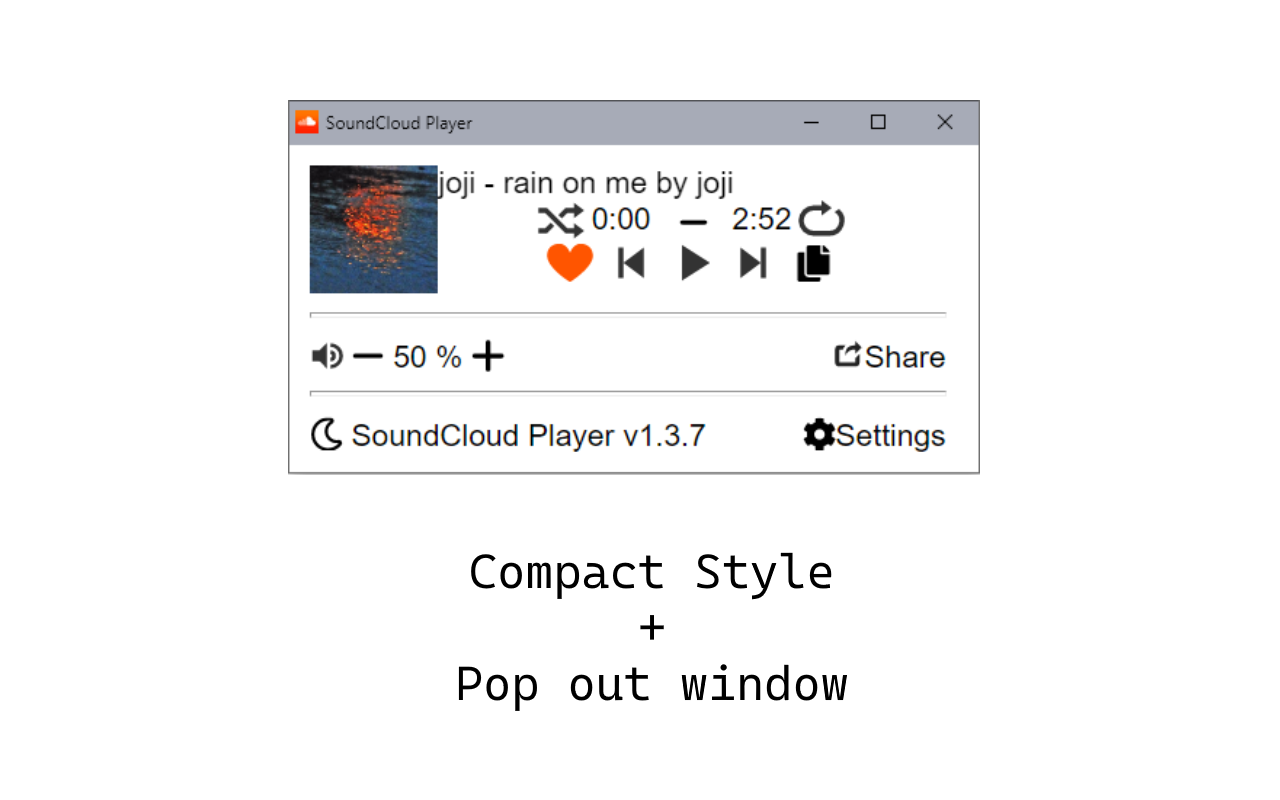 SoundCloud Player
joji - rain on me by joji
0:00 – 2:52
50 %
Share
SoundCloud Player v1.3.7
Settings
Compact Style
+
Pop out window